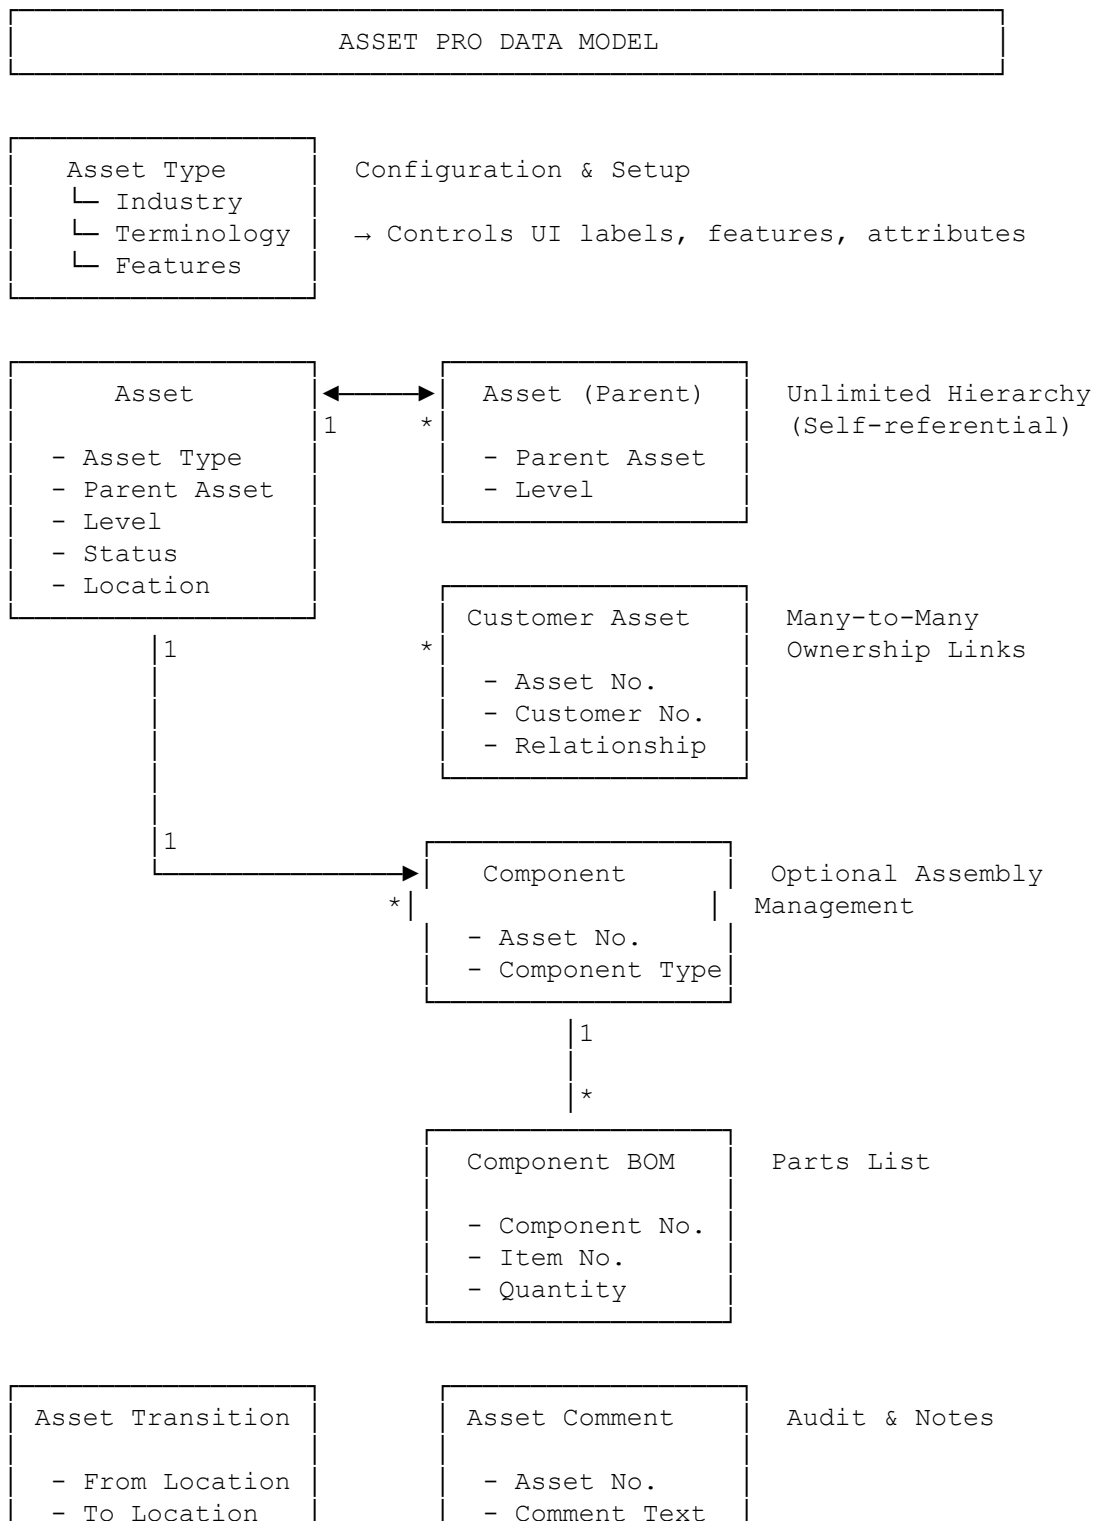 ASSET PRO DATA MODEL
Asset Type Configuration & Setup
└─ Industry
└─ Terminology → Controls UI labels, features, attributes
└─ Features
Asset ◄─────► Asset (Parent) Unlimited Hierarchy
1 * (Self-referential)
- Asset Type - Parent Asset
- Parent Asset - Level
- Level
- Status
- Location
Customer Asset Many-to-Many
1 * Ownership Links
- Asset No.
- Customer No.
- Relationship
1
Component Optional Assembly
* Management
- Asset No.
- Component Type
1
*
Component BOM Parts List
- Component No.
- Item No.
- Quantity
Asset Transition Asset Comment Audit & Notes
- From Location - Asset No.
- To Location - Comment Text